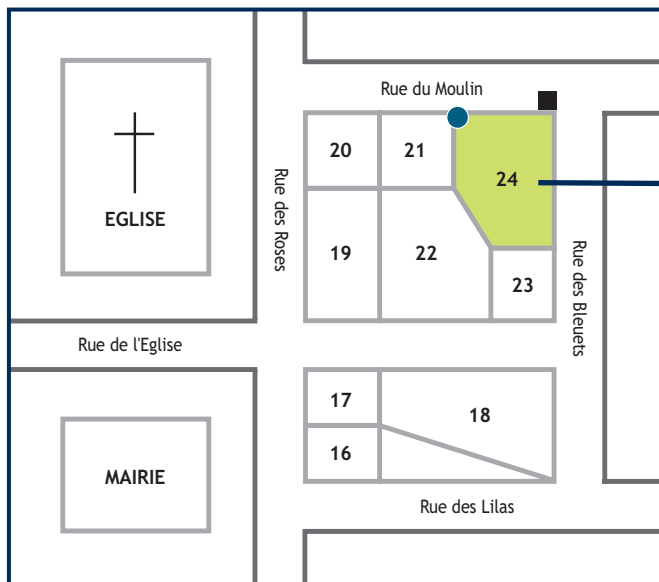 Rue du Moulin
20
21
24
Rue des Roses
EGLISE
19
22
23
Rue des Bleuets
Rue de l'Eglise
17
18
16
MAIRIE
Rue des Lilas